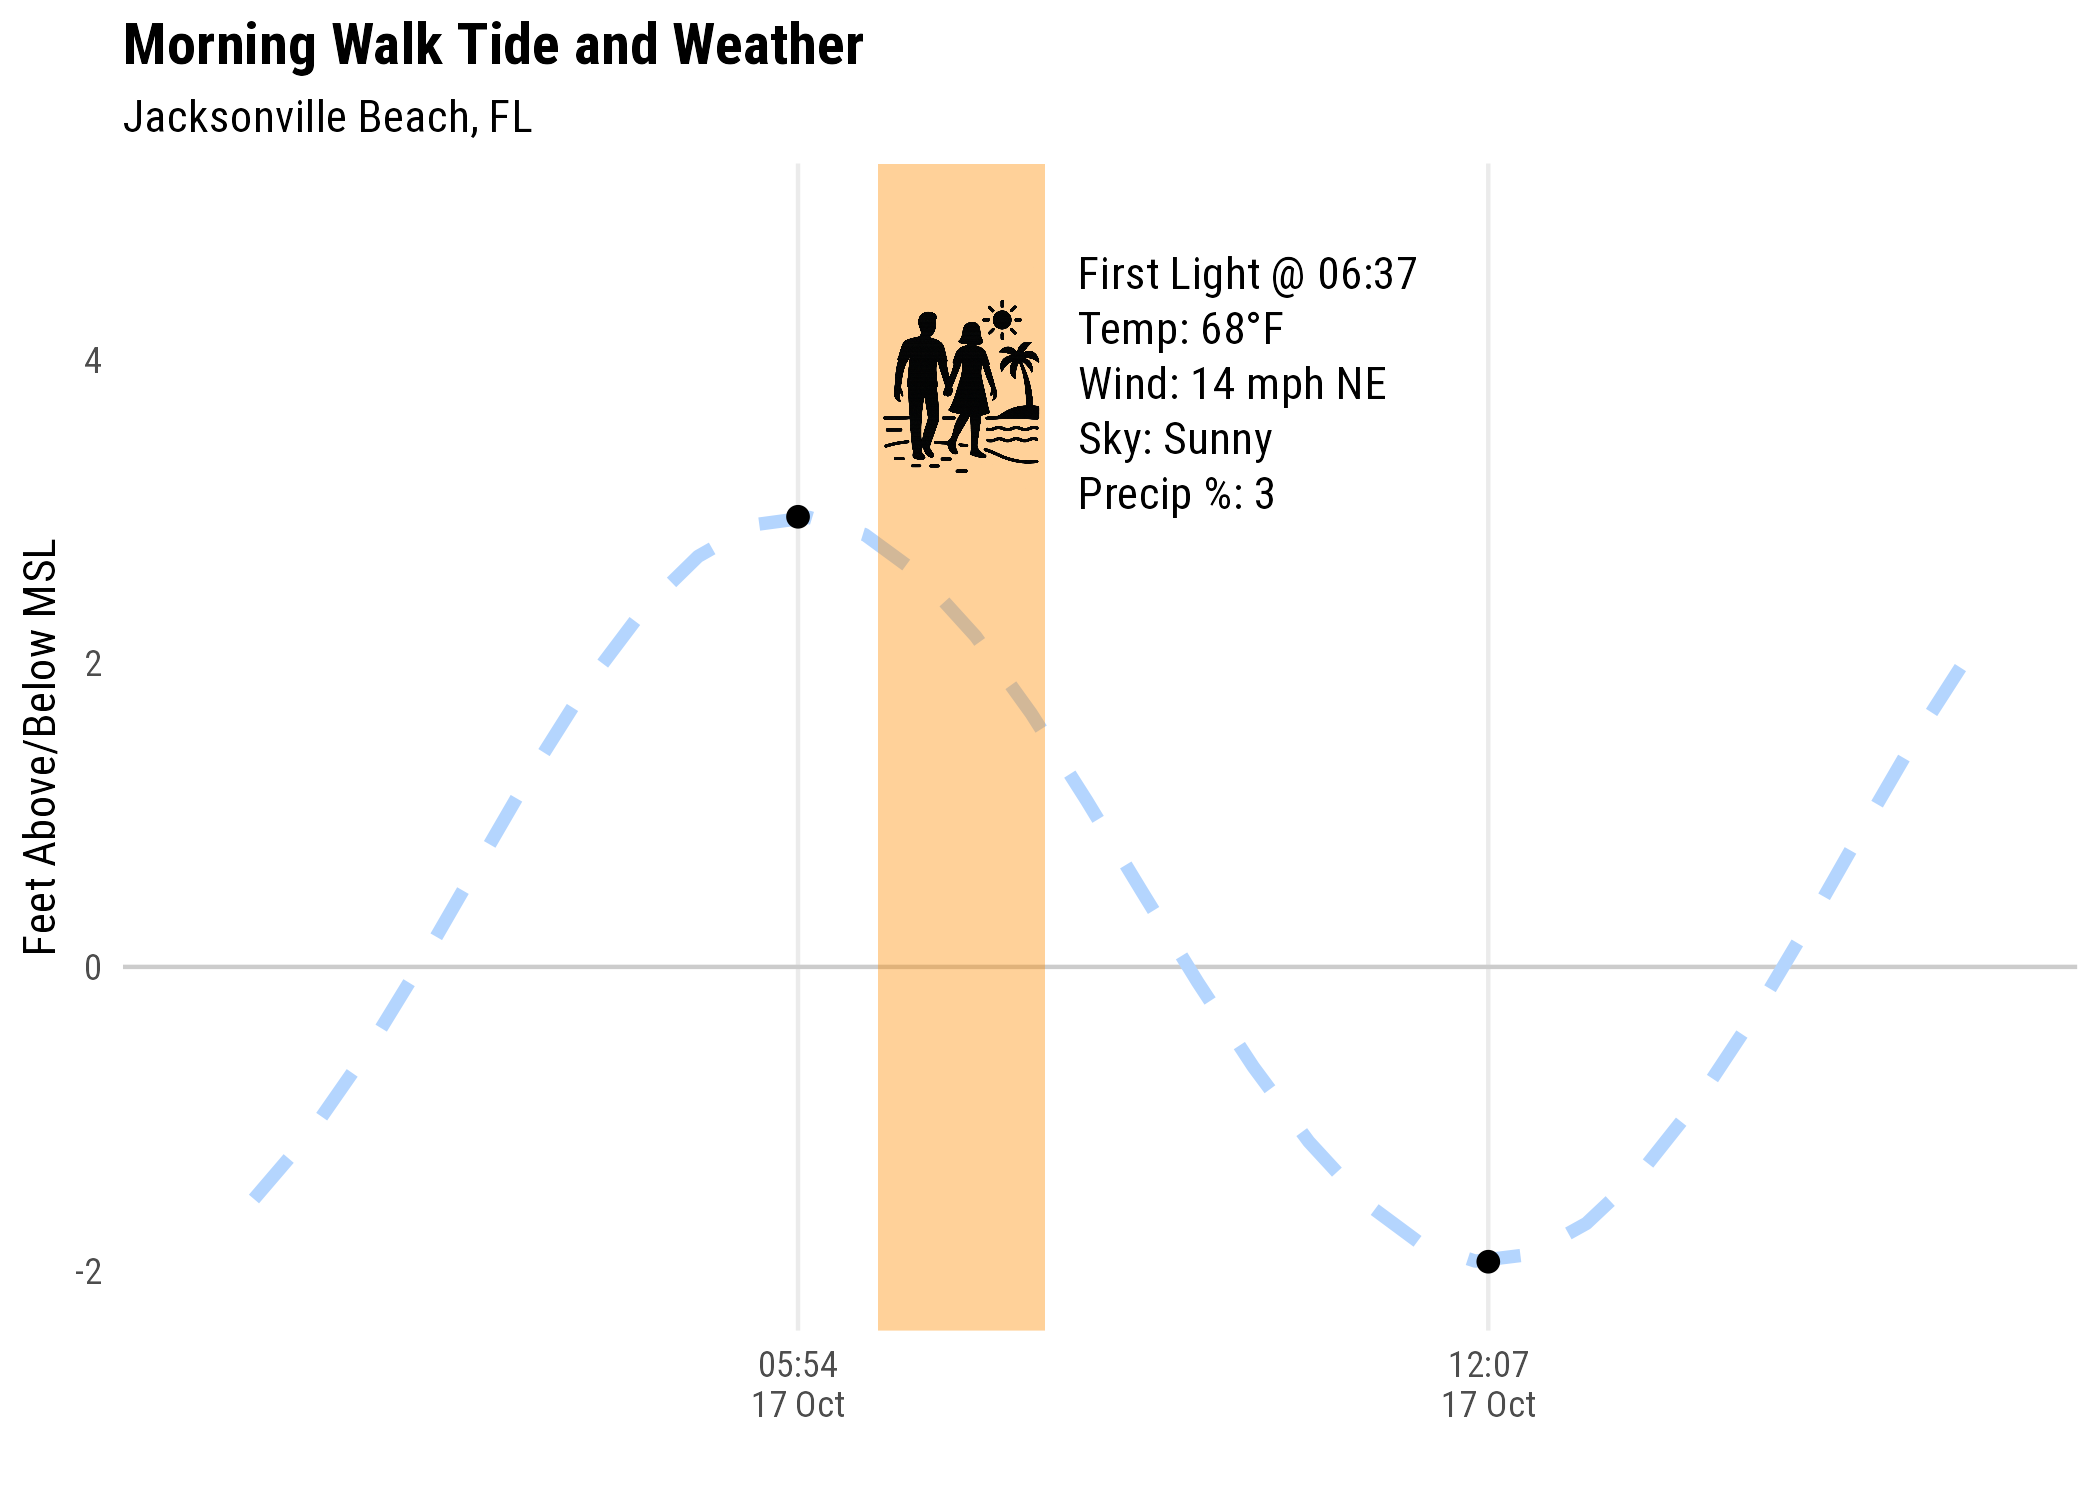 Morning Walk Tide and Weather
Jacksonville Beach, FL
First Light @ 06:37
Temp: 68°F
Wind: 14 mph NE
Sky: Sunny
Precip %: 3
Feet Above/Below MSL
4
2
0
-2
05:54
17 Oct
12:07
17 Oct